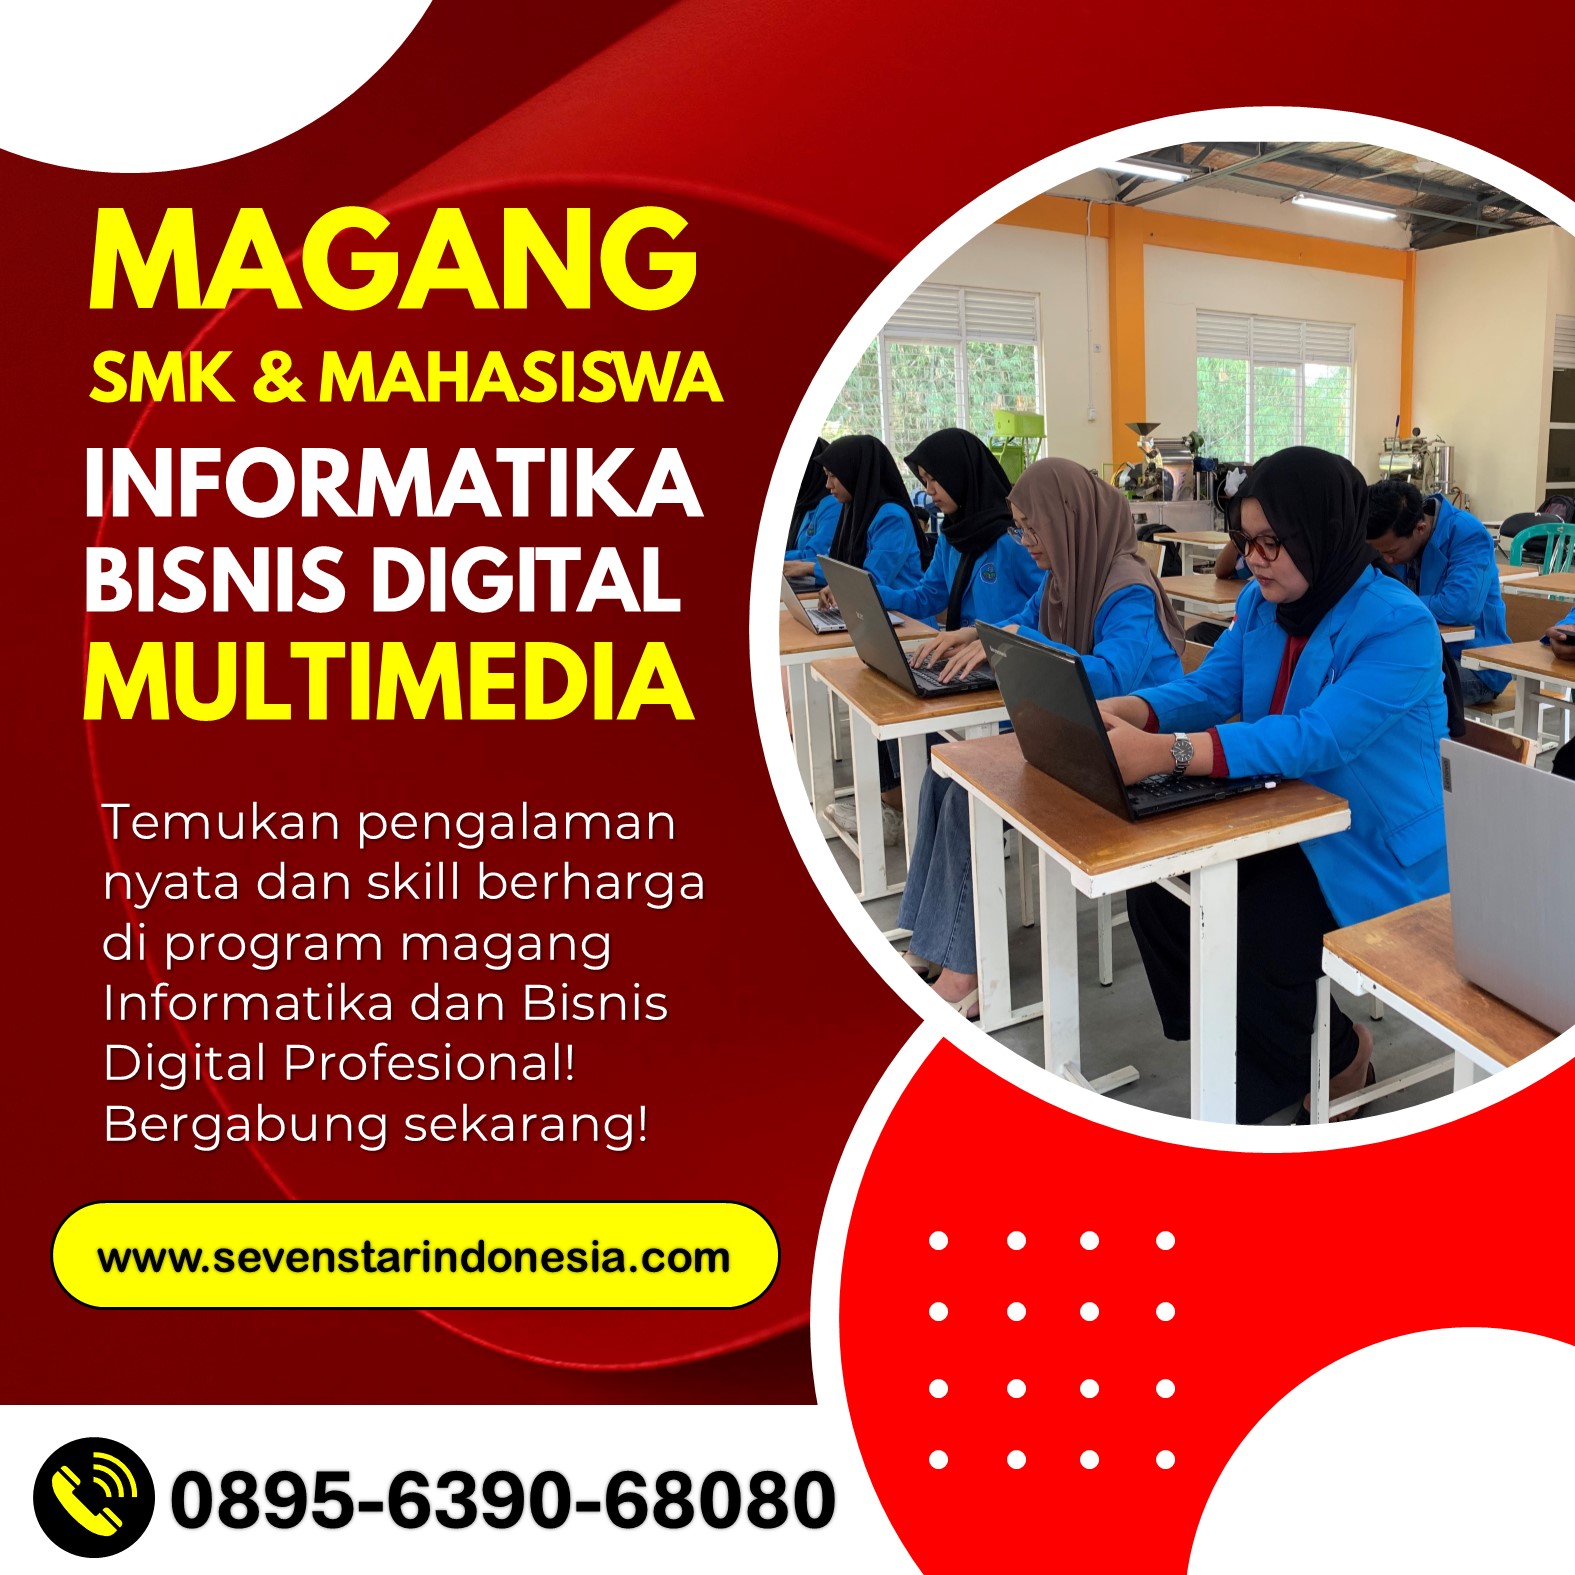 MAGANG
SMK & MAHASISWA
INFORMATIKA
BISNIS DIGITAL
MULTIMEDIA
Temukan pengalaman
nyata dan skill berharga
di program magang
Informatika dan Bisnis
Digital Profesional!
Bergabung sekarang!
www.sevenstarindonesia.com
0895-6390-68080